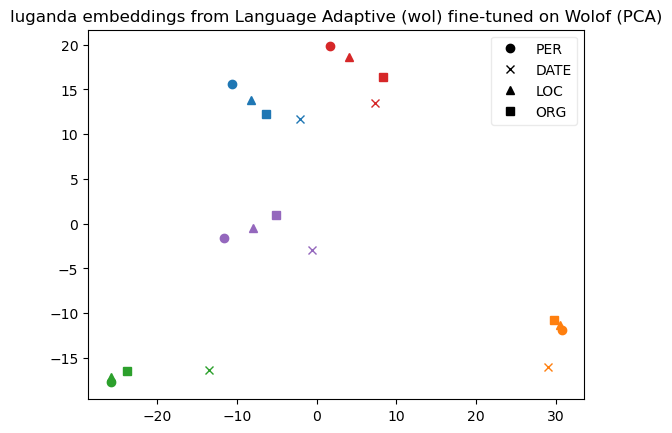 luganda embeddings from Language Adaptive (wol) fine-tuned on Wolof (PCA)
PER
DATE
LOC
ORG
20
15
10
5
0
−5
−10
−15
−20
−10
0
10
20
30